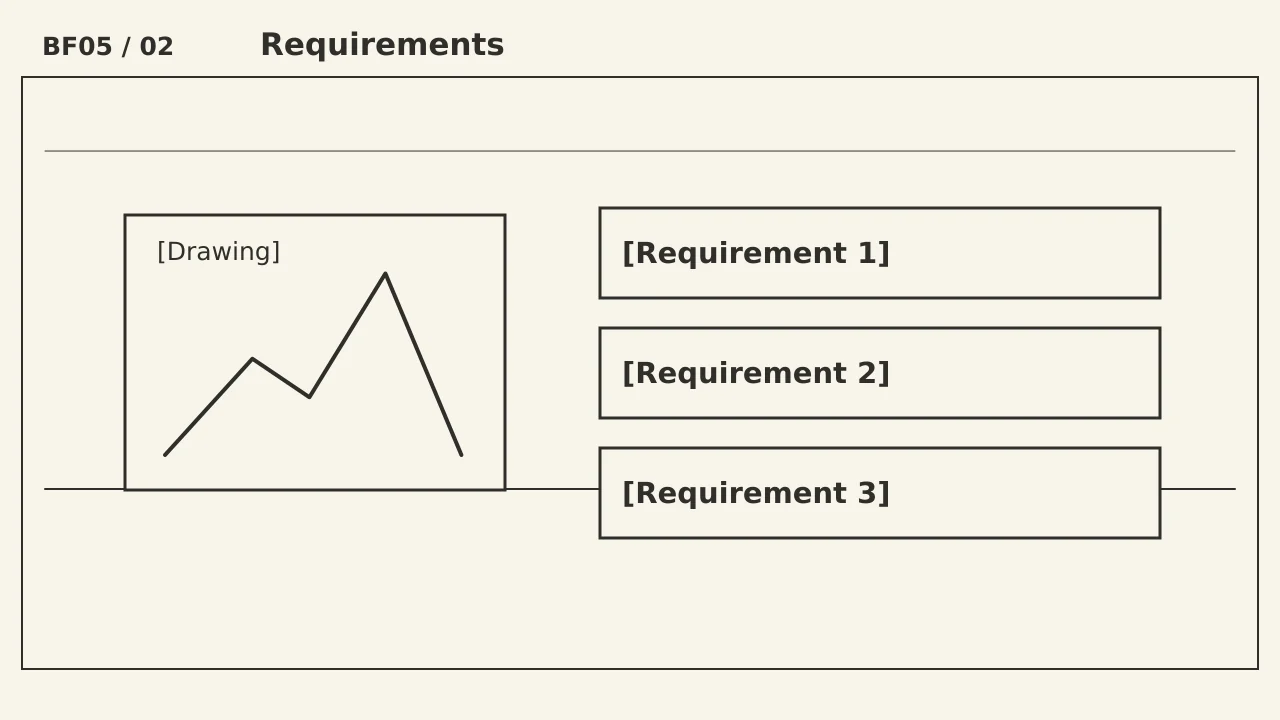 BF05 / 02
Requirements
[Drawing]
[Requirement 1]
[Requirement 2]
[Requirement 3]